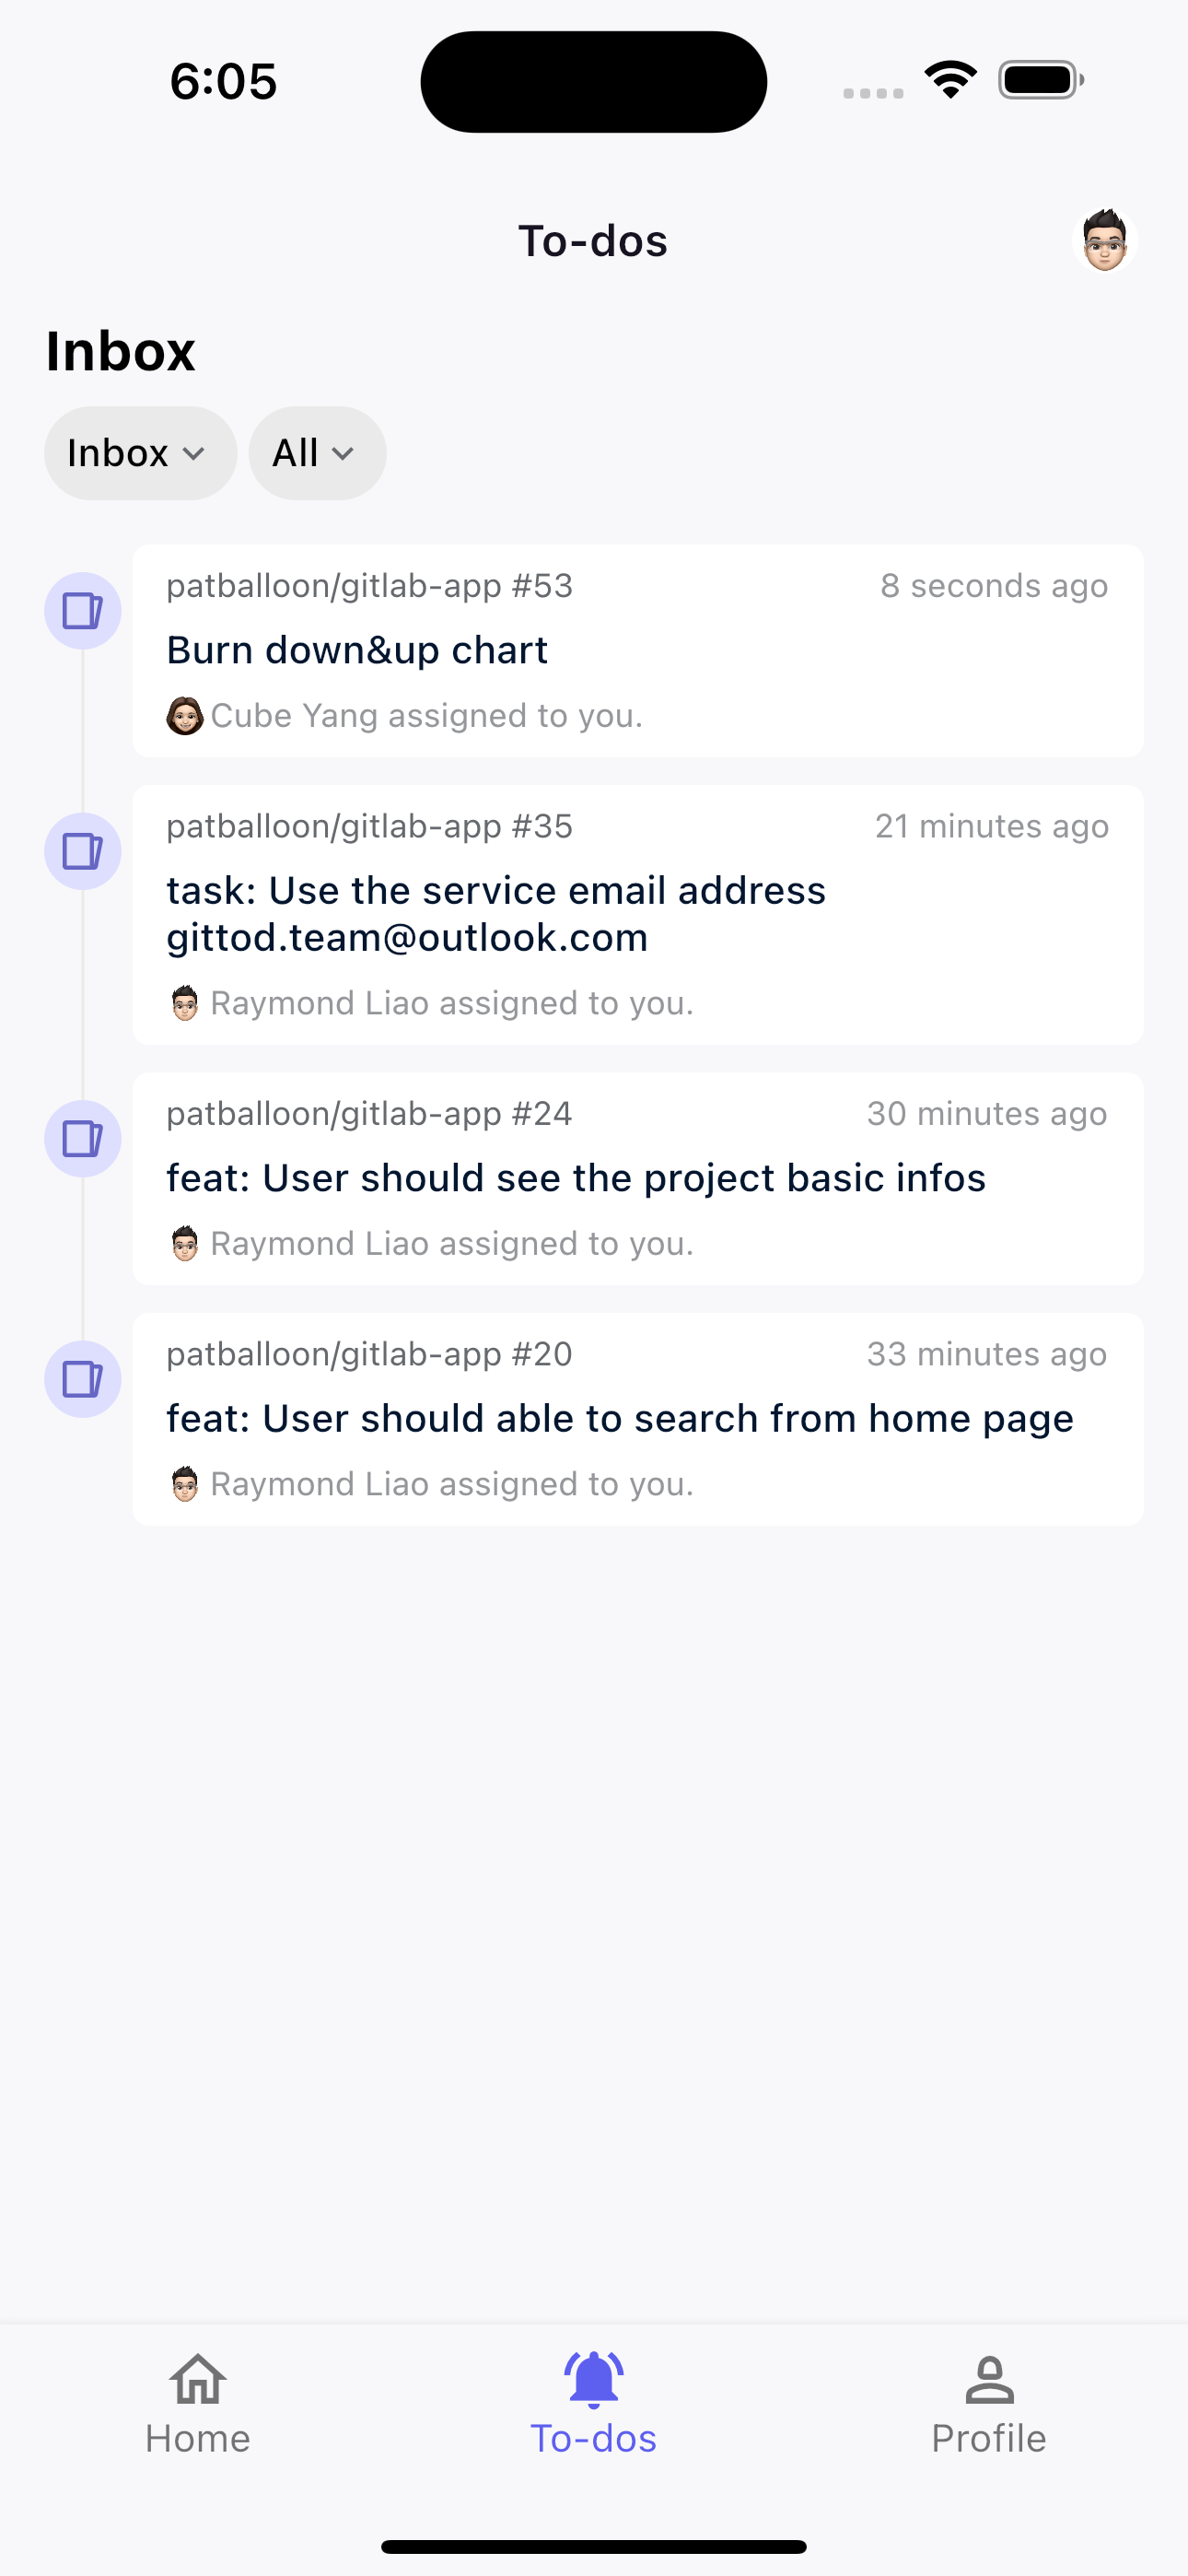 6:05
To-dos
Inbox
Inbox All
patballoon/gitlab-app #53 8 seconds ago
Burn down&up chart
Cube Yang assigned to you.
patballoon/gitlab-app #35 21 minutes ago
task: Use the service email address
gittod.team@outlook.com
Raymond Liao assigned to you.
patballoon/gitlab-app #24 30 minutes ago
feat: User should see the project basic infos
Raymond Liao assigned to you.
patballoon/gitlab-app #20 33 minutes ago
feat: User should able to search from home page
Raymond Liao assigned to you.
Home To-dos Profile